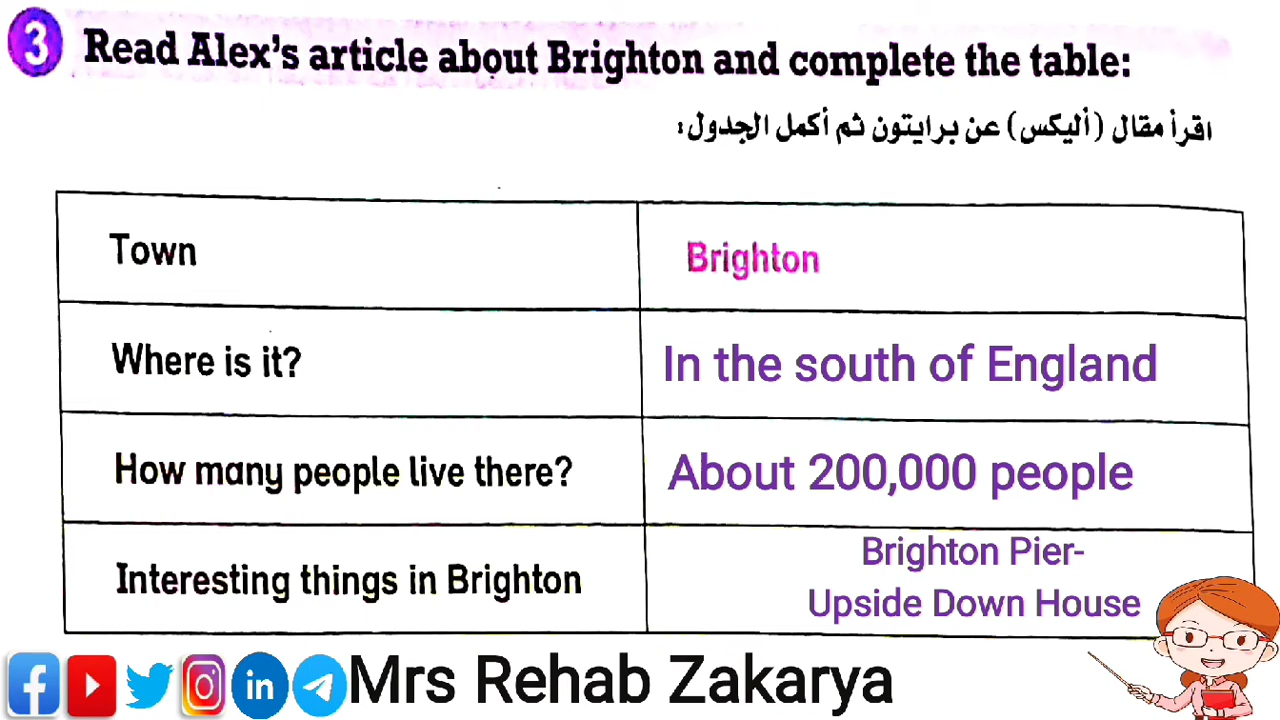 3 Read Alex's article about Brighton and complete the table:
اقرأ مقال (أليكس) عن برايتون ثم أكمل الجدول:
Town
Brighton
Where is it?
In the south of England
How many people live there?
About 200,000 people
Interesting things in Brighton
Brighton Pier-
Upside Down House
Mrs Rehab Zakarya